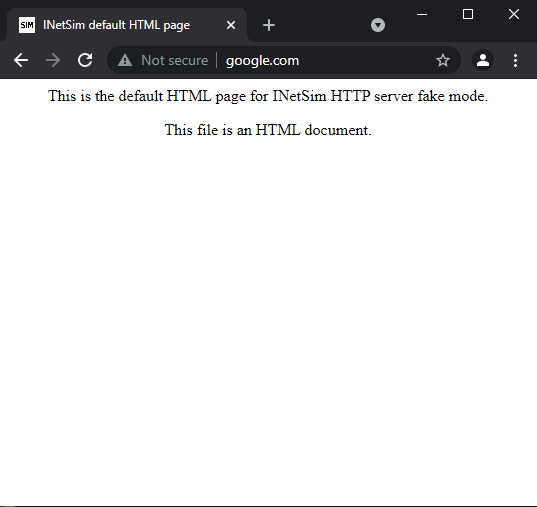 SIM INetSim default HTML page
Not secure google.com
This is the default HTML page for INetSim HTTP server fake mode.
This file is an HTML document.